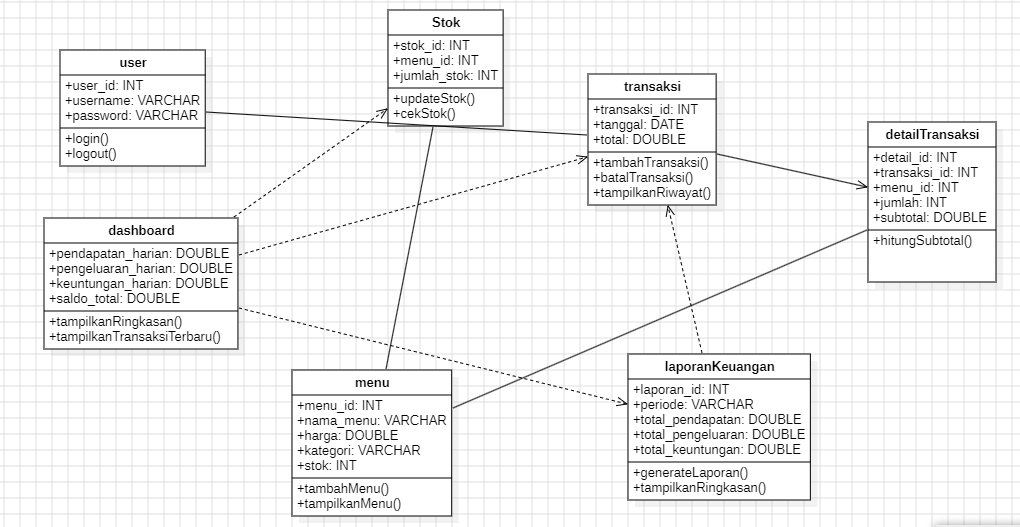 Stok
+stok_id: INT
+menu_id: INT
+jumlah_stok: INT
+updateStok()
+cekStok()
user
+user_id: INT
+username: VARCHAR
+password: VARCHAR
+login()
+logout()
transaksi
+transaksi_id: INT
+tanggal: DATE
+total: DOUBLE
+tambahTransaksi()
+batalTransaksi()
+tampilkanRiwayat()
detailTransaksi
+detail_id: INT
+transaksi_id: INT
+menu_id: INT
+jumlah: INT
+subtotal: DOUBLE
+hitungSubtotal()
dashboard
+pendapatan_harian: DOUBLE
+pengeluaran_harian: DOUBLE
+keuntungan_harian: DOUBLE
+saldo_total: DOUBLE
+tampilkanRingkasan()
+tampilkanTransaksiTerbaru()
menu
+menu_id: INT
+nama_menu: VARCHAR
+harga: DOUBLE
+kategori: VARCHAR
+stok: INT
+tambahMenu()
+tampilkanMenu()
laporanKeuangan
+laporan_id: INT
+periode: VARCHAR
+total_pendapatan: DOUBLE
+total_pengeluaran: DOUBLE
+total_keuntungan: DOUBLE
+generateLaporan()
+tampilkanRingkasan()